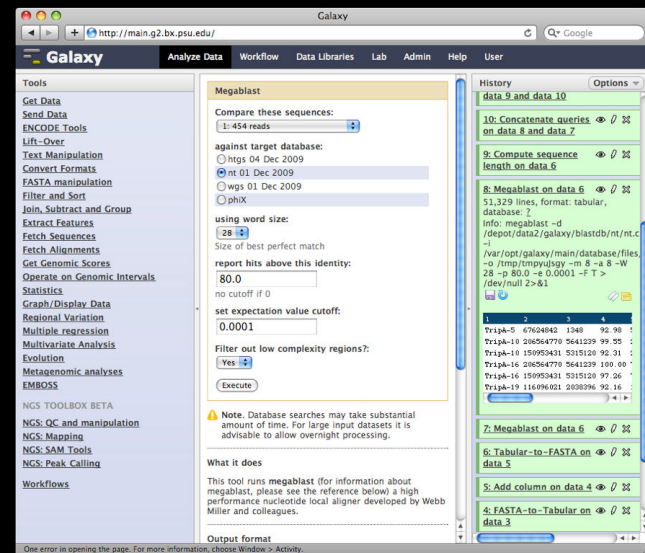 Galaxy
http://main.g2.bx.psu.edu/
Google
Galaxy
Analyze Data Workflow Data Libraries Lab Admin Help User
Tools
Get Data
Send Data
ENCODE Tools
Lift-Over
Text Manipulation
Convert Formats
FASTA manipulation
Filter and Sort
Join, Subtract and Group
Extract Features
Fetch Sequences
Fetch Alignments
Get Genomic Scores
Operate on Genomic Intervals
Statistics
Graph/Display Data
Regional Variation
Multiple regression
Multivariate Analysis
Evolution
Metagenomic analyses
EMBOSS
NGS TOOLBOX BETA
NGS: QC and manipulation
NGS: Mapping
NGS: SAM Tools
NGS: Peak Calling
Workflows
Megablast
Compare these sequences:
1: 454 reads
against target database:
htgs 04 Dec 2009
nt 01 Dec 2009
wgs 01 Dec 2009
phiX
using word size:
28
Size of best perfect match
report hits above this identity:
80.0
no cutoff if 0
set expectation value cutoff:
0.0001
Filter out low complexity regions?:
Yes
Execute
Note. Database searches may take substantial
amount of time. For large input datasets it is
advisable to allow overnight processing.
What it does
This tool runs megablast (for information about
megablast, please see the reference below) a high
performance nucleotide local aligner developed by Webb
Miller and colleagues.
Output format
History Options
data 9 and data 10
10: Concatenate queries
on data 8 and data 7
9: Compute sequence
length on data 6
8: Megablast on data 6
51,329 lines, format: tabular,
database: ?
Info: megablast -d
/depot/data2/galaxy/blastdb/nt/nt.c
-i
/var/opt/galaxy/main/database/files,
-o /tmp/tmpyuJsgy -m 8 -a 8 -W
28 -p 80.0 -e 0.0001 -F T >
/dev/null 2>&1
1 2 3 4
TripA-5 67624842 1348 92.98
TripA-10 206564770 5641239 99.55
TripA-10 150953431 5315120 92.31
TripA-16 206564770 5641239 100.00
TripA-16 150953431 5315120 97.26
TripA-19 116096021 2038396 92.16
7: Megablast on data 6
6: Tabular-to-FASTA on
data 5
5: Add column on data 4
4: FASTA-to-Tabular on
data 3
One error in opening the page. For more information, choose Window > Activity.